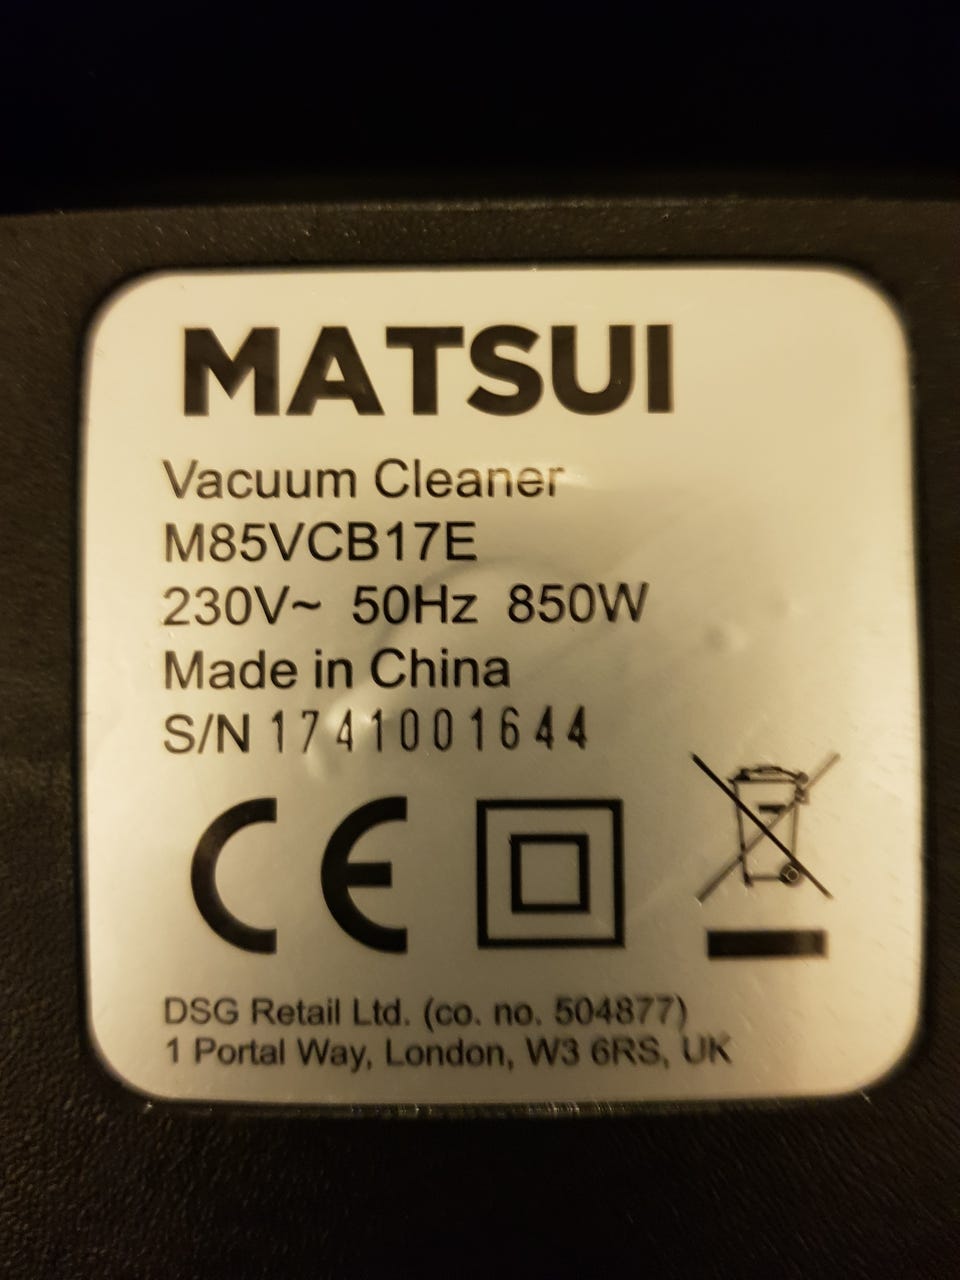 MATSUI
Vacuum Cleaner
M85VCB17E
230V~ 50Hz 850W
Made in China
S/N 1741001644
CE
DSG Retail Ltd. (co. no. 504877)
1 Portal Way, London, W3 6RS, UK